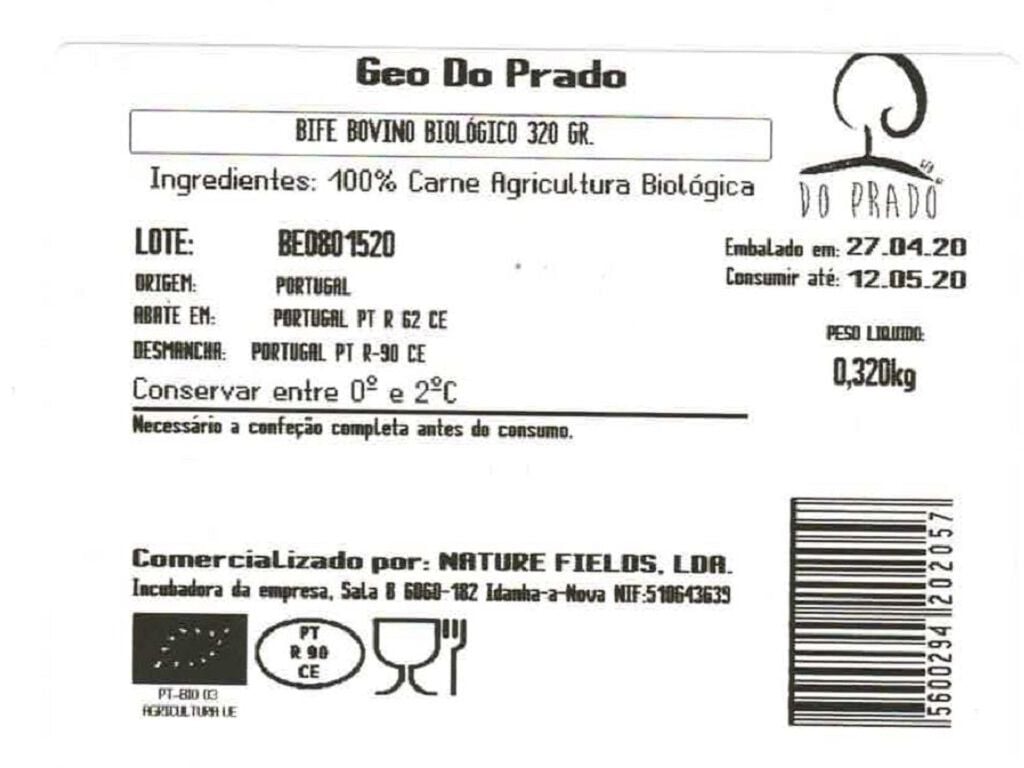 Geo Do Prado
BIFE BOVINO BIOLÓGICO 320 GR.
Ingredientes: 100% Carne Agricultura Biológica
DO PRADO
LOTE: BE0801520
ORIGEM: PORTUGAL
ABATE EM: PORTUGAL PT R 62 CE
DESMANCHA: PORTUGAL PT R-90 CE
Conservar entre 0º e 2ºC
Necessário a confeção completa antes do consumo.
Embalado em: 27.04.20
Consumir até: 12.05.20
PESO LIQUIDO:
0,320kg
Comercializado por: NATURE FIELDS, LDA.
Incubadora da empresa, Sala 8 6060-182 Idanha-a-Nova NIF:510643639
PT-BIO 03
AGRICULTURA UE
PT
R 90
CE
5600294 202057